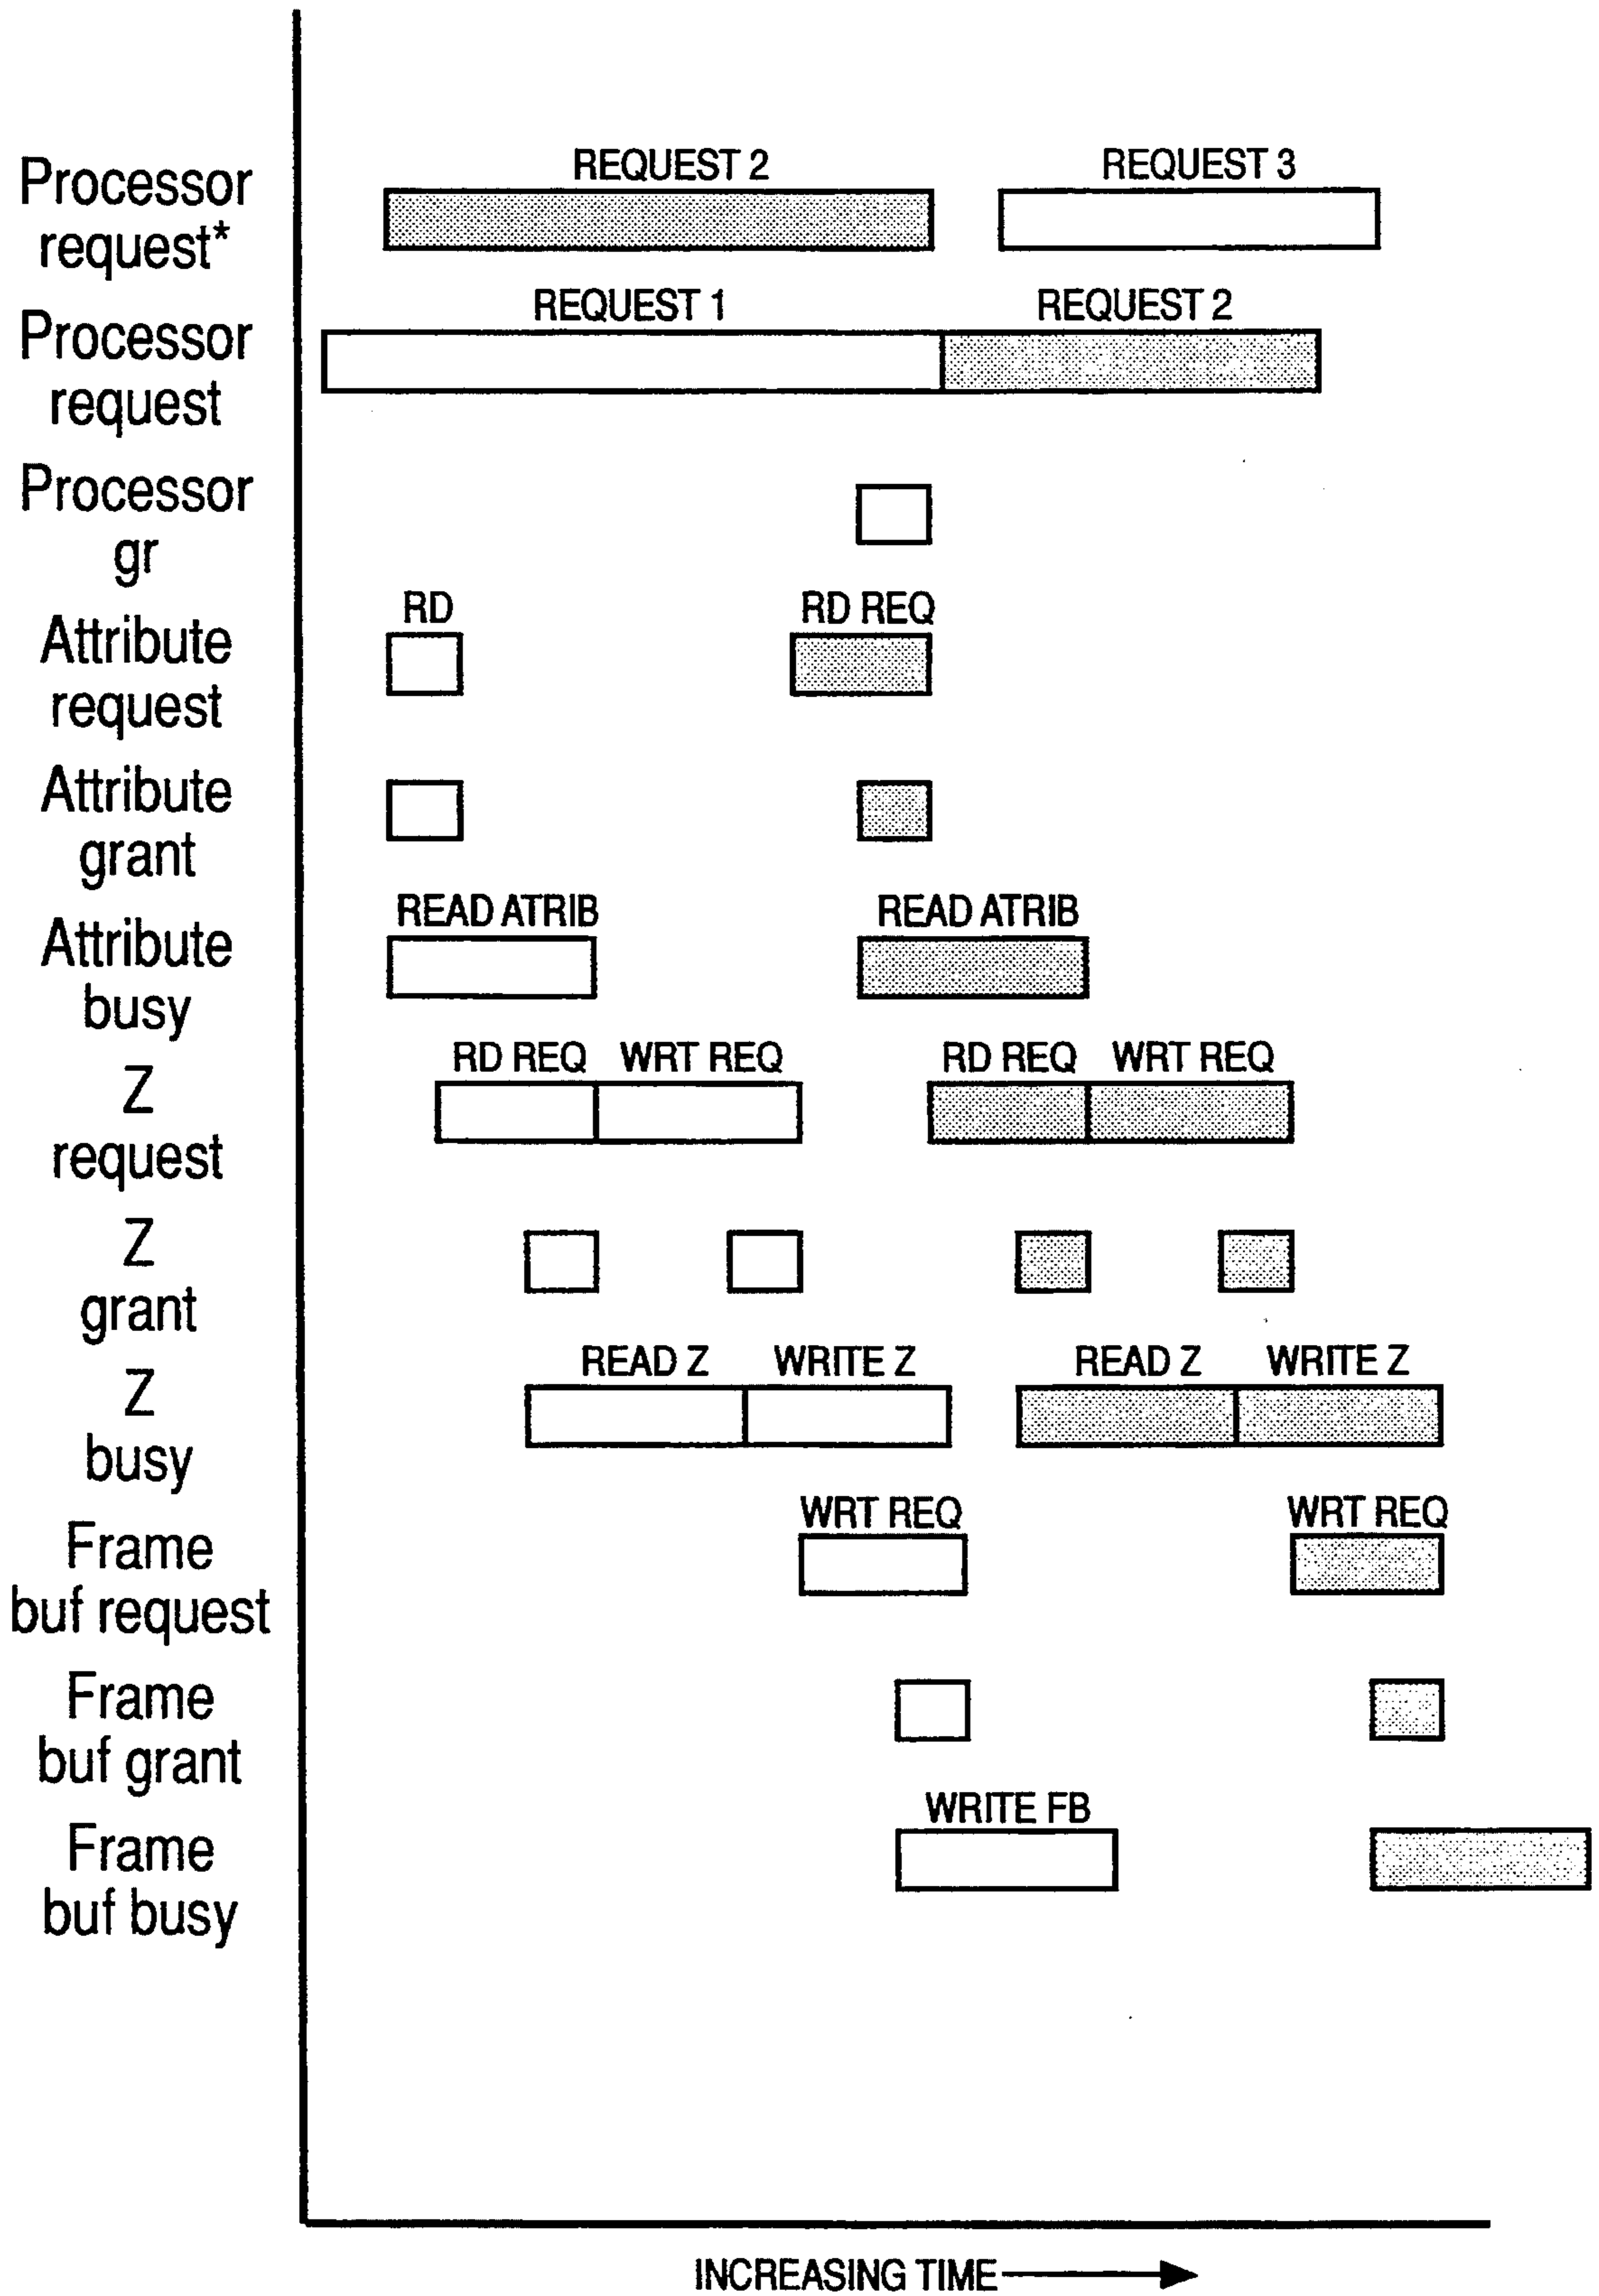 REQUEST 2 REQUEST 3
Processor
request*
REQUEST 1 REQUEST 2
Processor
request
Processor
gr
RD RD REQ
Attribute
request
Attribute
grant
READ ATRIB READ ATRIB
Attribute
busy
RD REQ WRT REQ RD REQ WRT REQ
Z
request
Z
grant
READ Z WRITE Z READ Z WRITE Z
Z
busy
WRT REQ WRT REQ
Frame
buf request
Frame
buf grant
WRITE FB
Frame
buf busy
INCREASING TIME